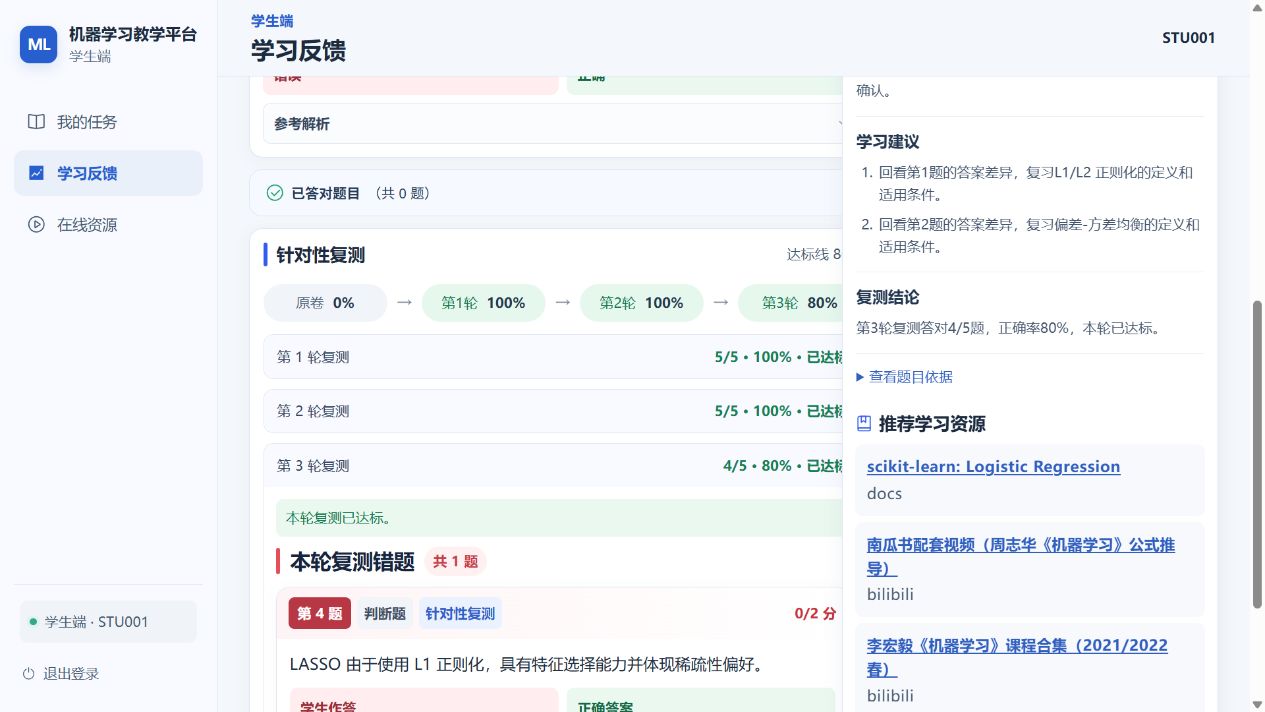 ML
机器学习教学平台
学生端
我的任务
学习反馈
在线资源
学生端 · STU001
退出登录
学生端
学习反馈
STU001
错误
正确
参考解析
已答对题目 （共 0 题）
针对性复测
达标线 8
原卷 0% → 第1轮 100% → 第2轮 100% → 第3轮 80%
第 1 轮复测
5/5 • 100% • 已达标
第 2 轮复测
5/5 • 100% • 已达标
第 3 轮复测
4/5 • 80% • 已达标
本轮复测已达标。
本轮复测错题 共 1 题
第 4 题 判断题 针对性复测 0/2 分
LASSO 由于使用 L1 正则化，具有特征选择能力并体现稀疏性偏好。
学生作答
正确答案
确认。
学习建议
1. 回看第1题的答案差异，复习L1/L2 正则化的定义和
适用条件。
2. 回看第2题的答案差异，复习偏差-方差均衡的定义和
适用条件。
复测结论
第3轮复测答对4/5题，正确率80%，本轮已达标。
查看题目依据
推荐学习资源
scikit-learn: Logistic Regression
docs
南瓜书配套视频（周志华《机器学习》公式推
导）
bilibili
李宏毅《机器学习》课程合集（2021/2022
春）
bilibili